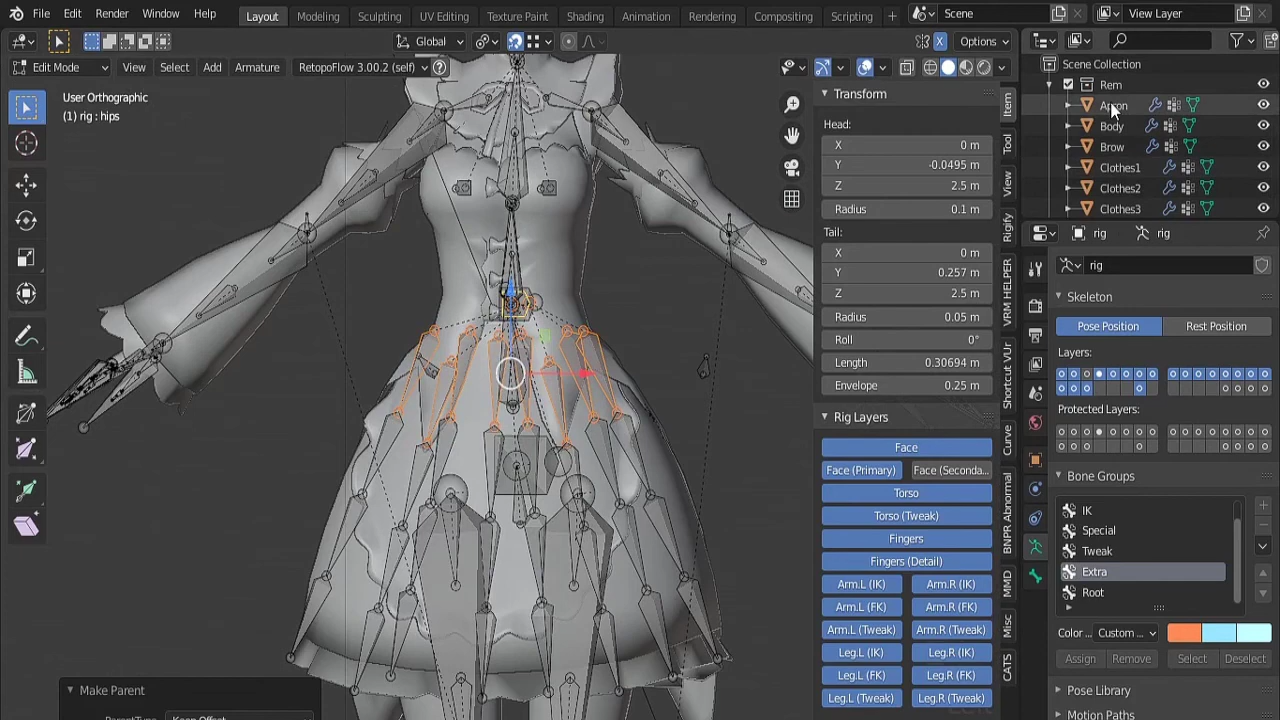 File Edit Render Window Help Layout Modeling Sculpting UV Editing Texture Paint Shading Animation Rendering Compositing Scripting + Scene View Layer
Global Options
Edit Mode View Select Add Armature RetopoFlow 3.00.2 (self)
User Orthographic
(1) rig : hips
Transform
Head:
X 0 m
Y -0.0495 m
Z 2.5 m
Radius 0.1 m
Tail:
X 0 m
Y 0.257 m
Z 2.5 m
Radius 0.05 m
Roll 0°
Length 0.30694 m
Envelope 0.25 m
Rig Layers
Face
Face (Primary) Face (Seconda...
Torso
Torso (Tweak)
Fingers
Fingers (Detail)
Arm.L (IK) Arm.R (IK)
Arm.L (FK) Arm.R (FK)
Arm.L (Tweak) Arm.R (Tweak)
Leg.L (IK) Leg.R (IK)
Leg.L (FK) Leg.R (FK)
Leg.L (Tweak) Leg.R (Tweak)
Item
Tool
View
Rigify
VRM HELPER
Shortcut VUr
Curve
BNPR Abnormal
MMD
Misc
CATS
Scene Collection
Rem
Apron
Body
Brow
Clothes1
Clothes2
Clothes3
rig rig
rig
Skeleton
Pose Position Rest Position
Layers:
Protected Layers:
Bone Groups
IK
Special
Tweak
Extra
Root
Color ... Custom ...
Assign Remove Select Deselect
Pose Library
Motion Paths
Make Parent